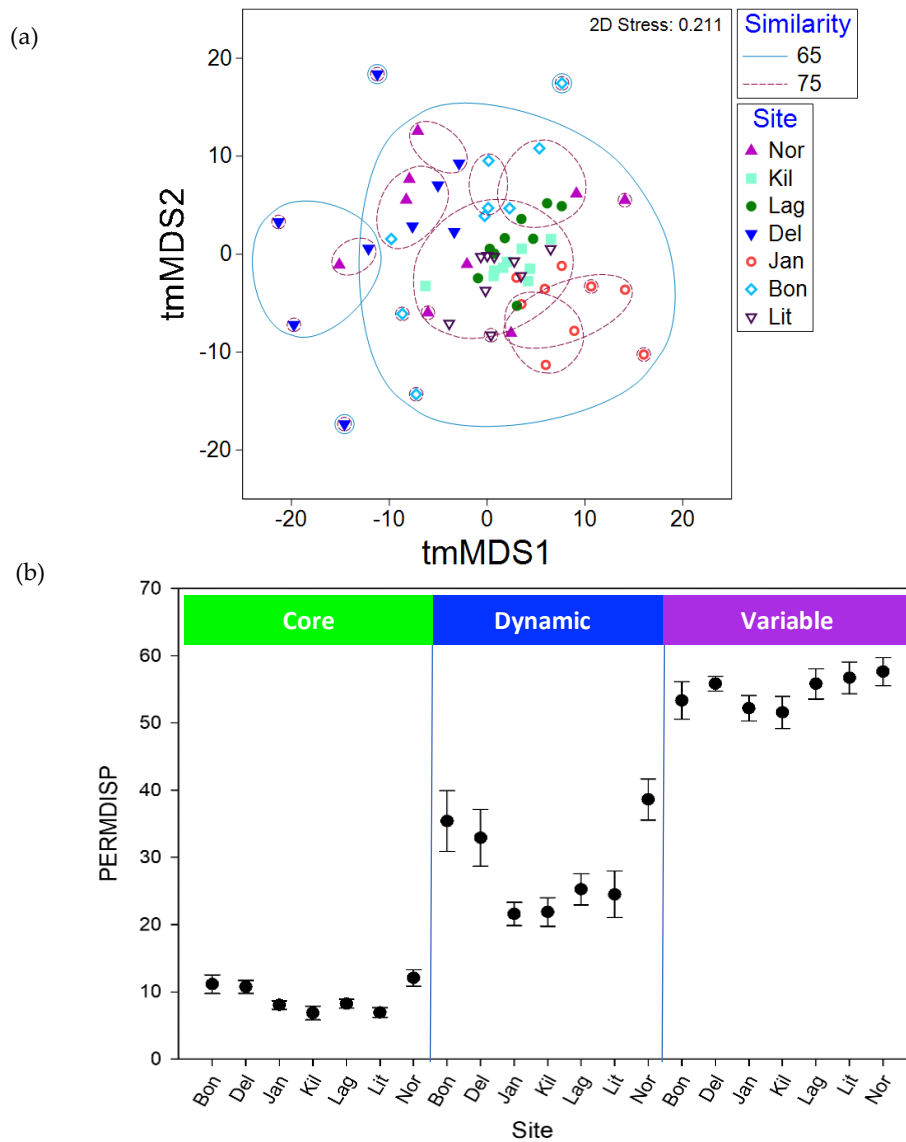 (a)
2D Stress: 0.211
Similarity
65
75
Site
Nor
Kil
Lag
Del
Jan
Bon
Lit
20
10
0
-10
-20
tmMDS2
-20 -10 0 10 20
tmMDS1
(b)
70
60
50
40
30
20
10
0
PERMDISP
Core Dynamic Variable
Bon Del Jan Kil Lag Lit Nor Bon Del Jan Kil Lag Lit Nor Bon Del Jan Kil Lag Lit Nor
Site